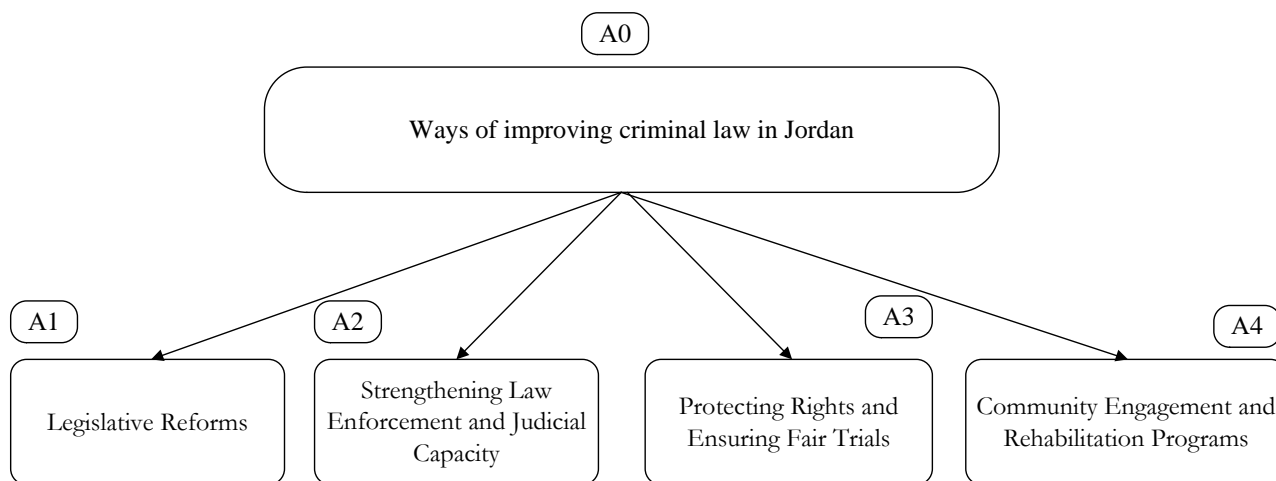 A0
Ways of improving criminal law in Jordan
A1
A2
A3
A4
Legislative Reforms
Strengthening Law
Enforcement and Judicial
Capacity
Protecting Rights and
Ensuring Fair Trials
Community Engagement and
Rehabilitation Programs